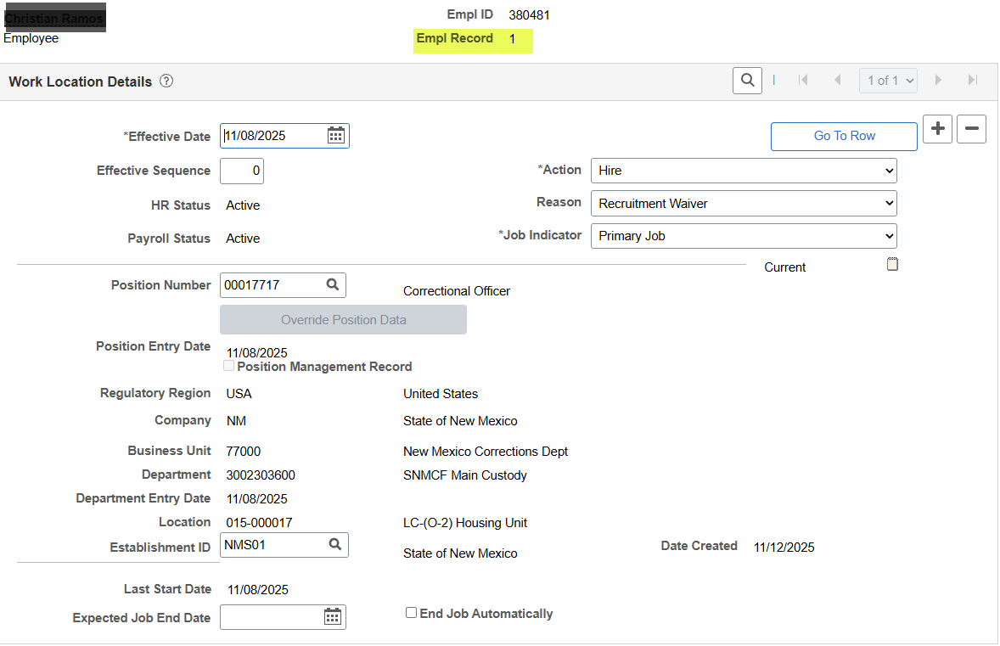 Christian Ramos Empl ID 380481
Employee Empl Record 1
Work Location Details ? 1 of 1
*Effective Date 11/08/2025 Go To Row
Effective Sequence 0 *Action Hire
HR Status Active Reason Recruitment Waiver
Payroll Status Active *Job Indicator Primary Job
Current
Position Number 00017717 Correctional Officer
Override Position Data
Position Entry Date 11/08/2025
Position Management Record
Regulatory Region USA United States
Company NM State of New Mexico
Business Unit 77000 New Mexico Corrections Dept
Department 3002303600 SNMCF Main Custody
Department Entry Date 11/08/2025
Location 015-000017 LC-(O-2) Housing Unit
Establishment ID NMS01 State of New Mexico Date Created 11/12/2025
Last Start Date 11/08/2025
Expected Job End Date End Job Automatically